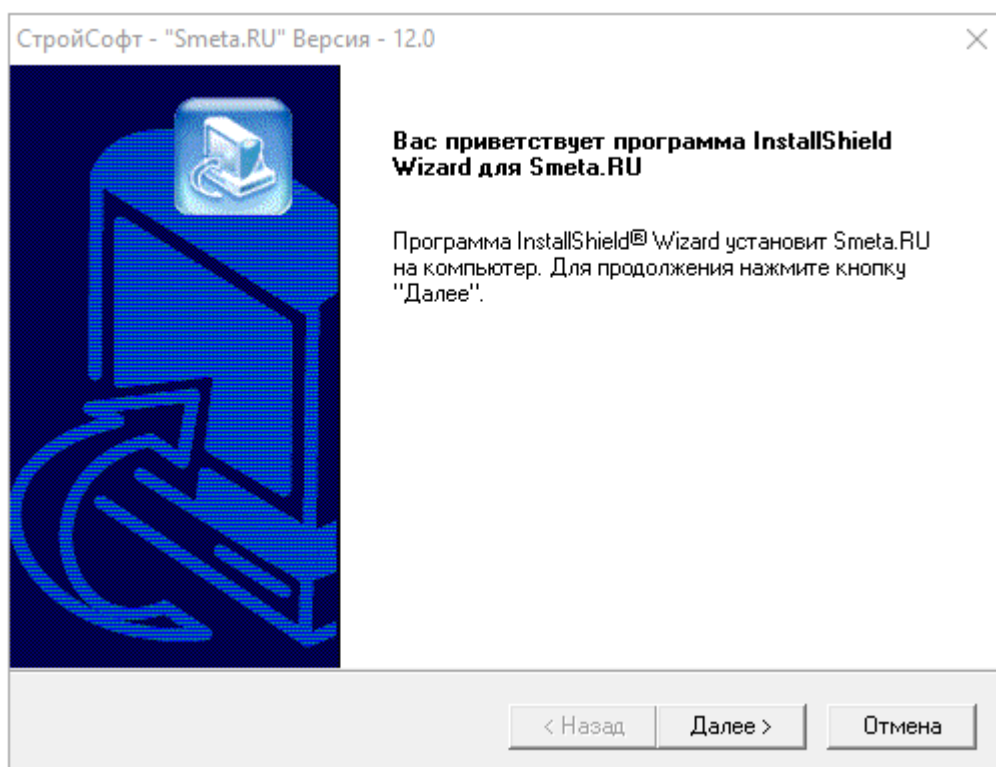 СтройСофт - "Smeta.RU" Версия - 12.0
Вас приветствует программа InstallShield
Wizard для Smeta.RU
Программа InstallShield® Wizard установит Smeta.RU
на компьютер. Для продолжения нажмите кнопку
"Далее".
< Назад
Далее >
Отмена